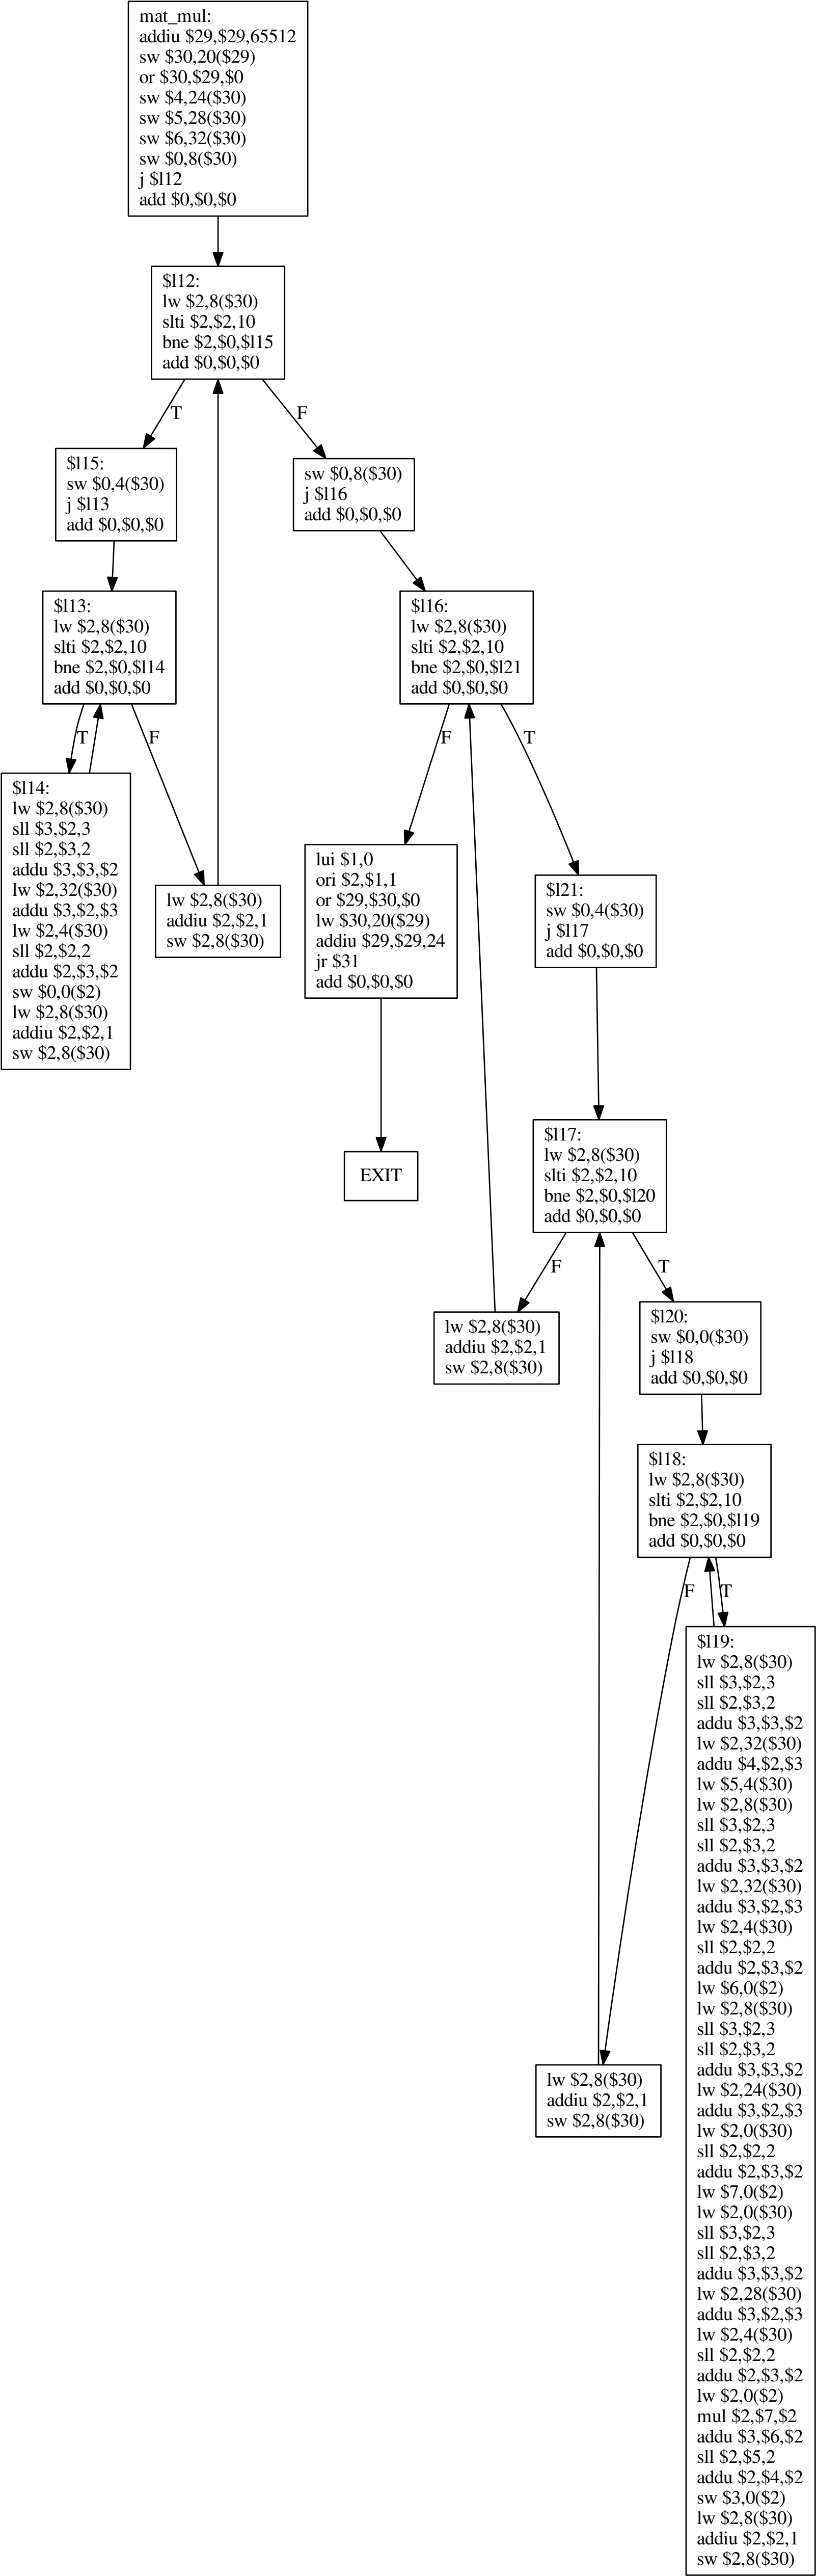 mat_mul:
addiu $29,$29,65512
sw $30,20($29)
or $30,$29,$0
sw $4,24($30)
sw $5,28($30)
sw $6,32($30)
sw $0,8($30)
j $l12
add $0,$0,$0
$l12:
lw $2,8($30)
slti $2,$2,10
bne $2,$0,$l15
add $0,$0,$0
T
F
$l15:
sw $0,4($30)
j $l13
add $0,$0,$0
sw $0,8($30)
j $l16
add $0,$0,$0
$l13:
lw $2,8($30)
slti $2,$2,10
bne $2,$0,$l14
add $0,$0,$0
$l16:
lw $2,8($30)
slti $2,$2,10
bne $2,$0,$l21
add $0,$0,$0
T
F
F
T
$l14:
lw $2,8($30)
sll $3,$2,3
sll $2,$3,2
addu $3,$3,$2
lw $2,32($30)
addu $3,$2,$3
lw $2,4($30)
sll $2,$2,2
addu $2,$3,$2
sw $0,0($2)
lw $2,8($30)
addiu $2,$2,1
sw $2,8($30)
lw $2,8($30)
addiu $2,$2,1
sw $2,8($30)
lui $1,0
ori $2,$1,1
or $29,$30,$0
lw $30,20($29)
addiu $29,$29,24
jr $31
add $0,$0,$0
$l21:
sw $0,4($30)
j $l17
add $0,$0,$0
EXIT
$l17:
lw $2,8($30)
slti $2,$2,10
bne $2,$0,$l20
add $0,$0,$0
F
T
lw $2,8($30)
addiu $2,$2,1
sw $2,8($30)
$l20:
sw $0,0($30)
j $l18
add $0,$0,$0
$l18:
lw $2,8($30)
slti $2,$2,10
bne $2,$0,$l19
add $0,$0,$0
F
T
$l19:
lw $2,8($30)
sll $3,$2,3
sll $2,$3,2
addu $3,$3,$2
lw $2,32($30)
addu $4,$2,$3
lw $5,4($30)
lw $2,8($30)
sll $3,$2,3
sll $2,$3,2
addu $3,$3,$2
lw $2,32($30)
addu $3,$2,$3
lw $2,4($30)
sll $2,$2,2
addu $2,$3,$2
lw $6,0($2)
lw $2,8($30)
sll $3,$2,3
sll $2,$3,2
addu $3,$3,$2
lw $2,24($30)
addu $3,$2,$3
lw $2,0($30)
sll $2,$2,2
addu $2,$3,$2
lw $7,0($2)
lw $2,0($30)
sll $3,$2,3
sll $2,$3,2
addu $3,$3,$2
lw $2,28($30)
addu $3,$2,$3
lw $2,4($30)
sll $2,$2,2
addu $2,$3,$2
lw $2,0($2)
mul $2,$7,$2
addu $3,$6,$2
sll $2,$5,2
addu $2,$4,$2
sw $3,0($2)
lw $2,8($30)
addiu $2,$2,1
sw $2,8($30)
lw $2,8($30)
addiu $2,$2,1
sw $2,8($30)